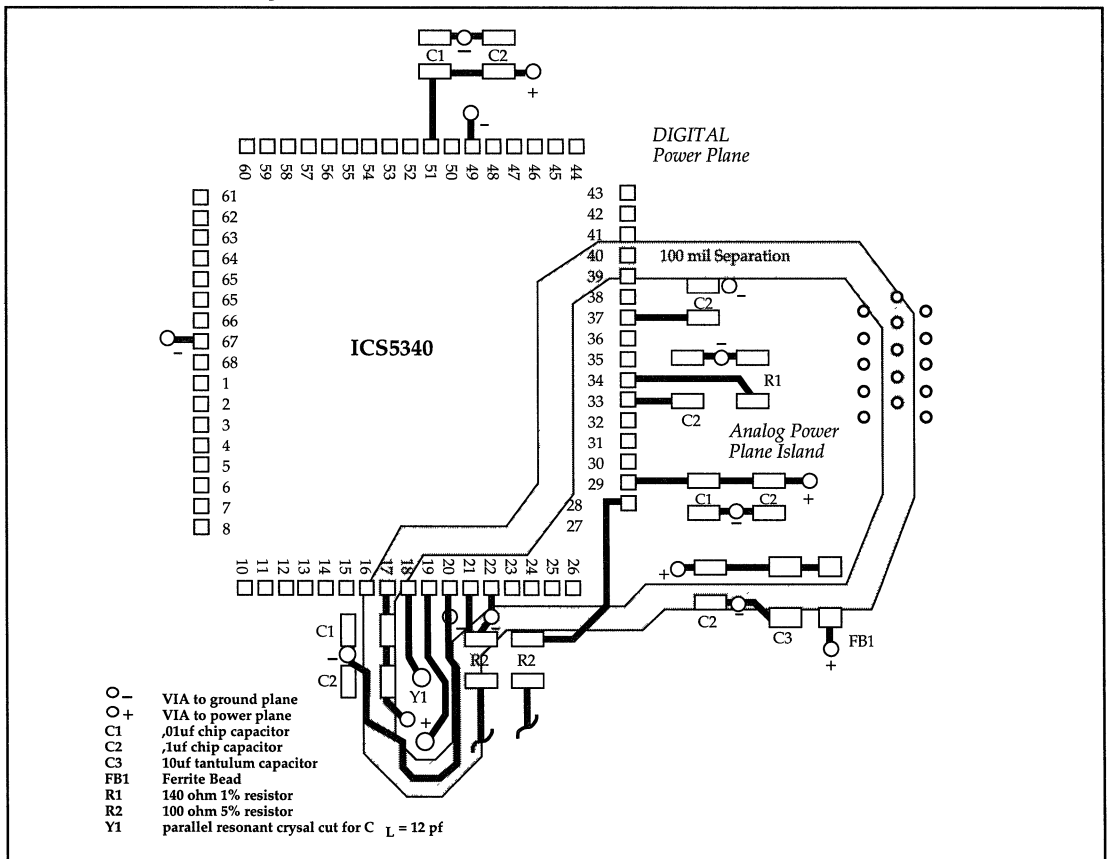 C1 C2
−
+
−
DIGITAL
Power Plane
60 59 58 57 56 55 54 53 52 51 50 49 48 47 46 45 44
61
62
63
64
65
65
66
67
68
1
2
3
4
5
6
7
8
−
ICS5340
43
42
41
40
39
38
37
36
35
34
33
32
31
30
29
28
27
100 mil Separation
C2
−
−
R1
C2
Analog Power
Plane Island
C1 C2
+
−
10 11 12 13 14 15 16 17 18 19 20 21 22 23 24 25 26
+
C2
−
C3
FB1
+
C1
−
C2
Y1
+
−
−
R2
R2
− VIA to ground plane
+ VIA to power plane
C1 ,01uf chip capacitor
C2 ,1uf chip capacitor
C3 10uf tantulum capacitor
FB1 Ferrite Bead
R1 140 ohm 1% resistor
R2 100 ohm 5% resistor
Y1 parallel resonant crysal cut for C L = 12 pf